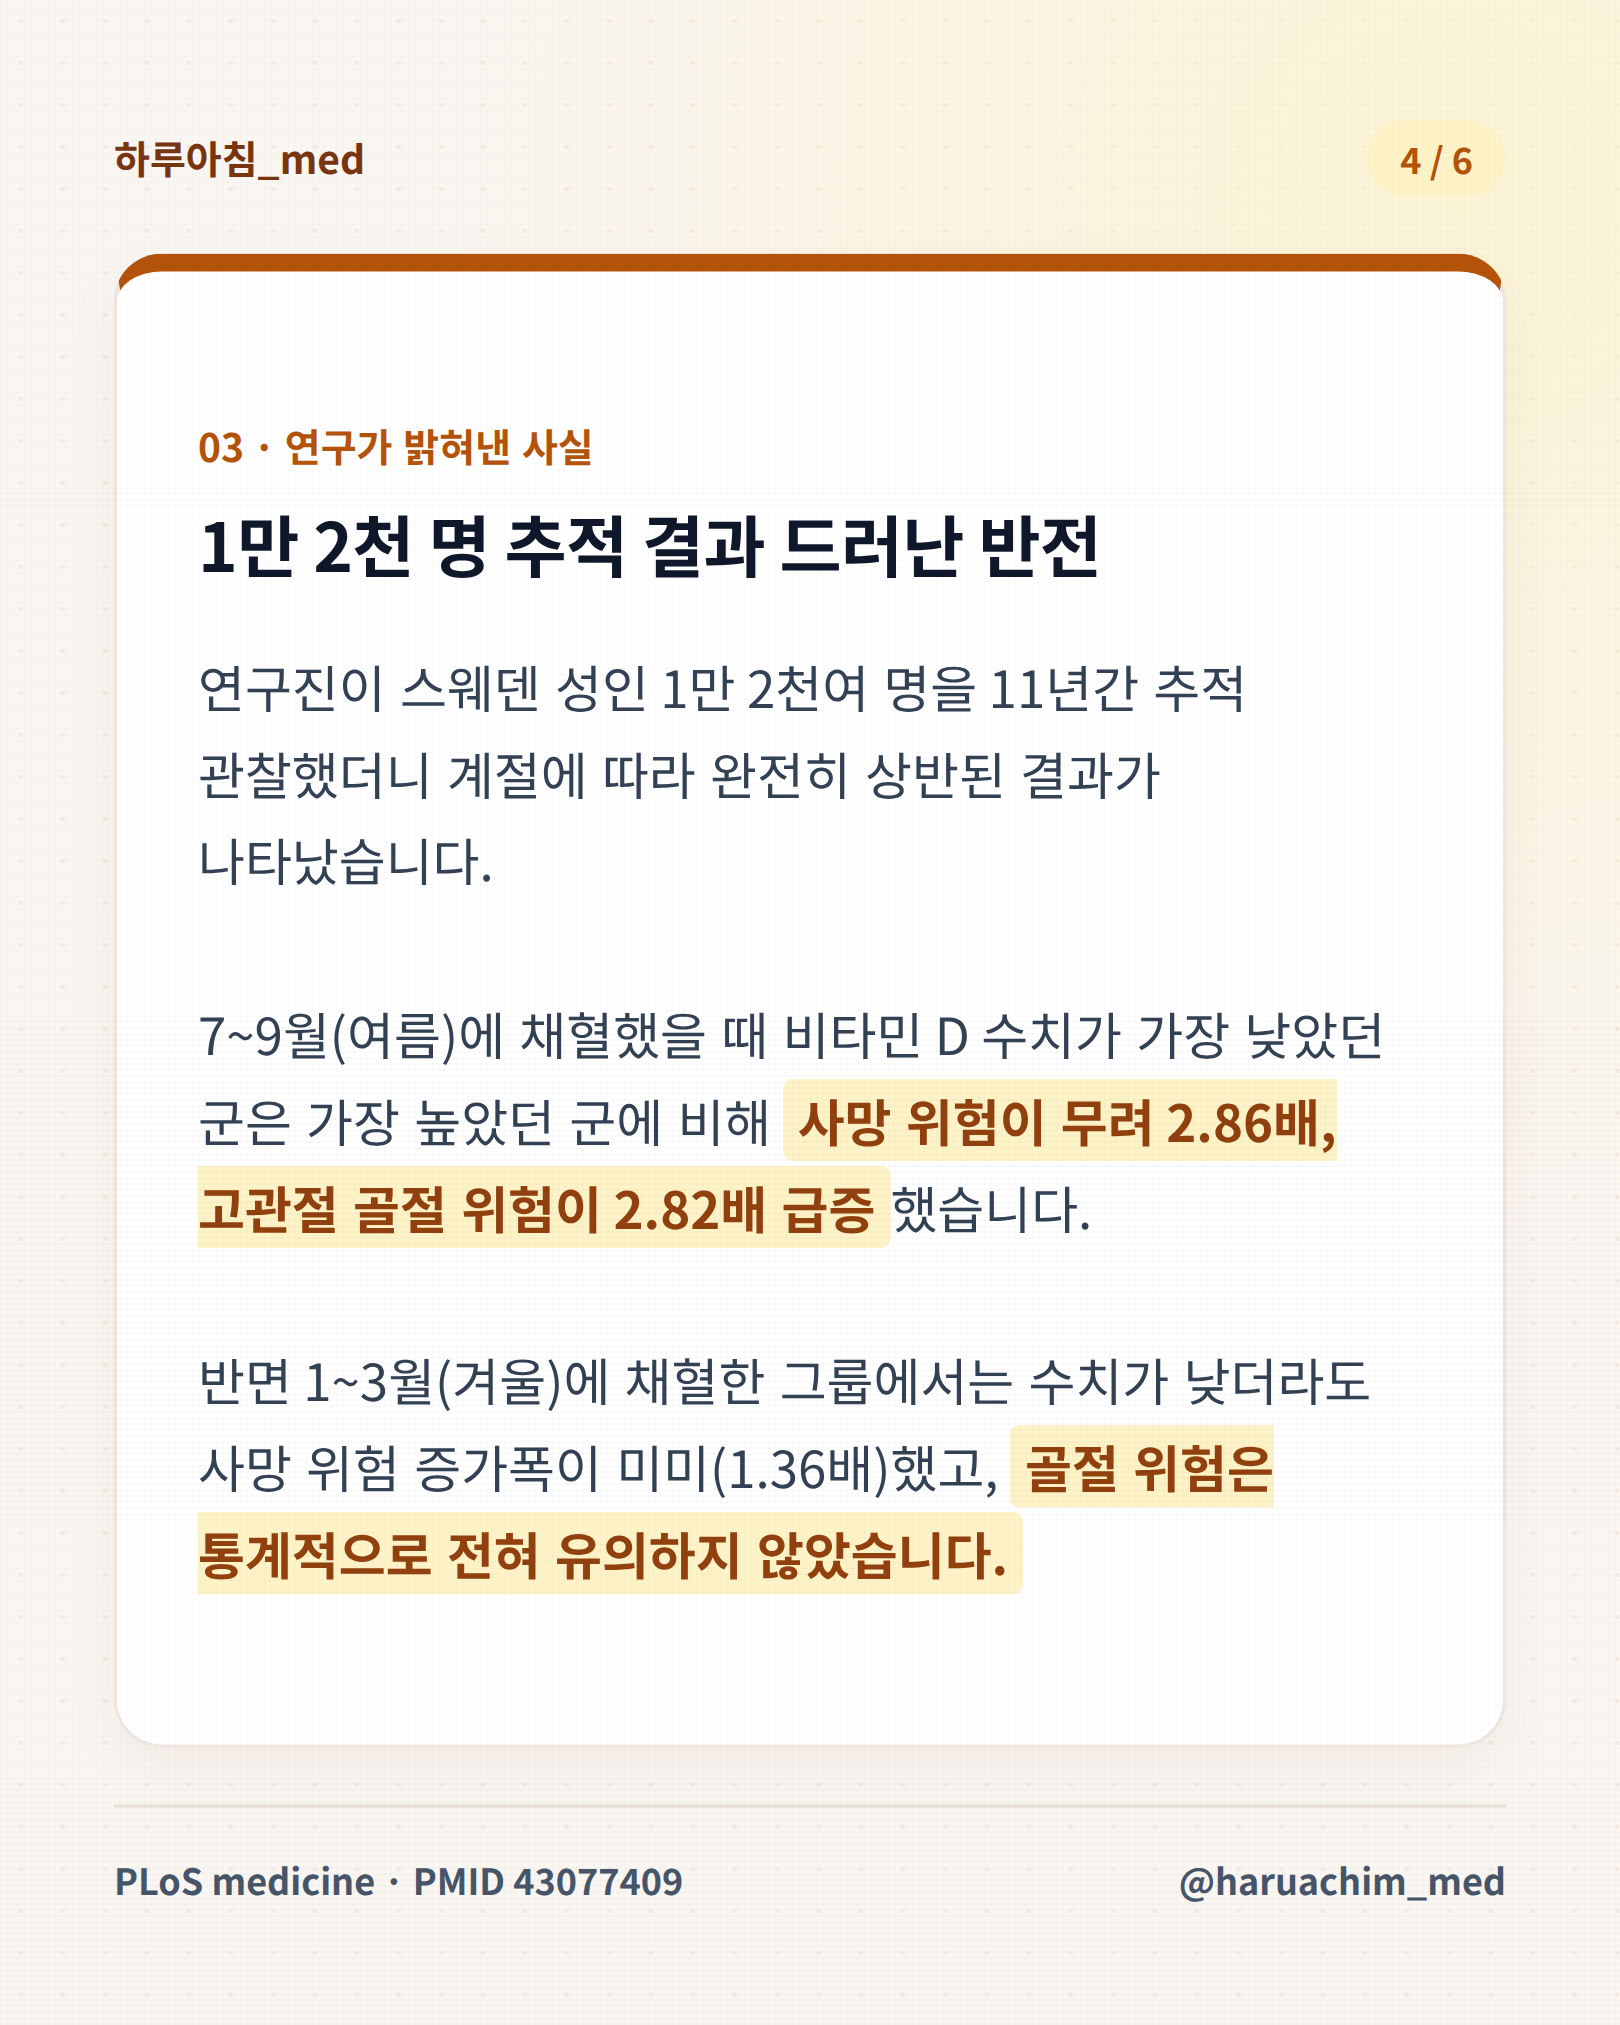 하루아침_med
4 / 6
03 · 연구가 밝혀낸 사실
1만 2천 명 추적 결과 드러난 반전
연구진이 스웨덴 성인 1만 2천여 명을 11년간 추적
관찰했더니 계절에 따라 완전히 상반된 결과가
나타났습니다.
7~9월(여름)에 채혈했을 때 비타민 D 수치가 가장 낮았던
군은 가장 높았던 군에 비해 사망 위험이 무려 2.86배,
고관절 골절 위험이 2.82배 급증 했습니다.
반면 1~3월(겨울)에 채혈한 그룹에서는 수치가 낮더라도
사망 위험 증가폭이 미미(1.36배)했고, 골절 위험은
통계적으로 전혀 유의하지 않았습니다.
PLoS medicine · PMID 43077409
@haruachim_med